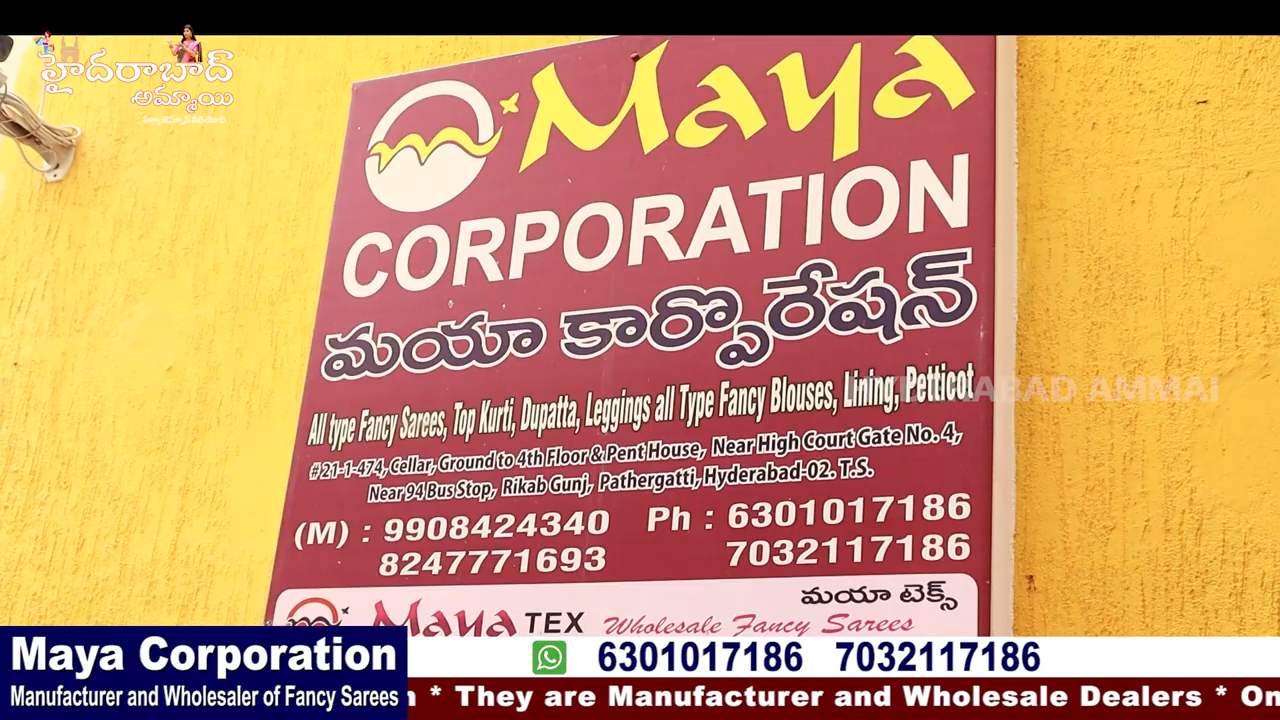 హైదరాబాద్
అమ్మాయి
Maya
CORPORATION
మయా కార్పొరేషన్
All type Fancy Sarees, Top Kurti, Dupatta, Leggings all Type Fancy Blouses, Lining, Petticot
HYDERABAD AMMAI
#21-1-474, Cellar, Ground to 4th Floor & Pent House, Near High Court Gate No. 4,
Near 94 Bus Stop, Rikab Gunj, Pathergatti, Hyderabad-02. T.S.
(M) : 9908424340 Ph : 6301017186
8247771693 7032117186
మయా టెక్స్
Maya TEX Wholesale Fancy Sarees
Maya Corporation 6301017186 7032117186
Manufacturer and Wholesaler of Fancy Sarees n * They are Manufacturer and Wholesale Dealers * On